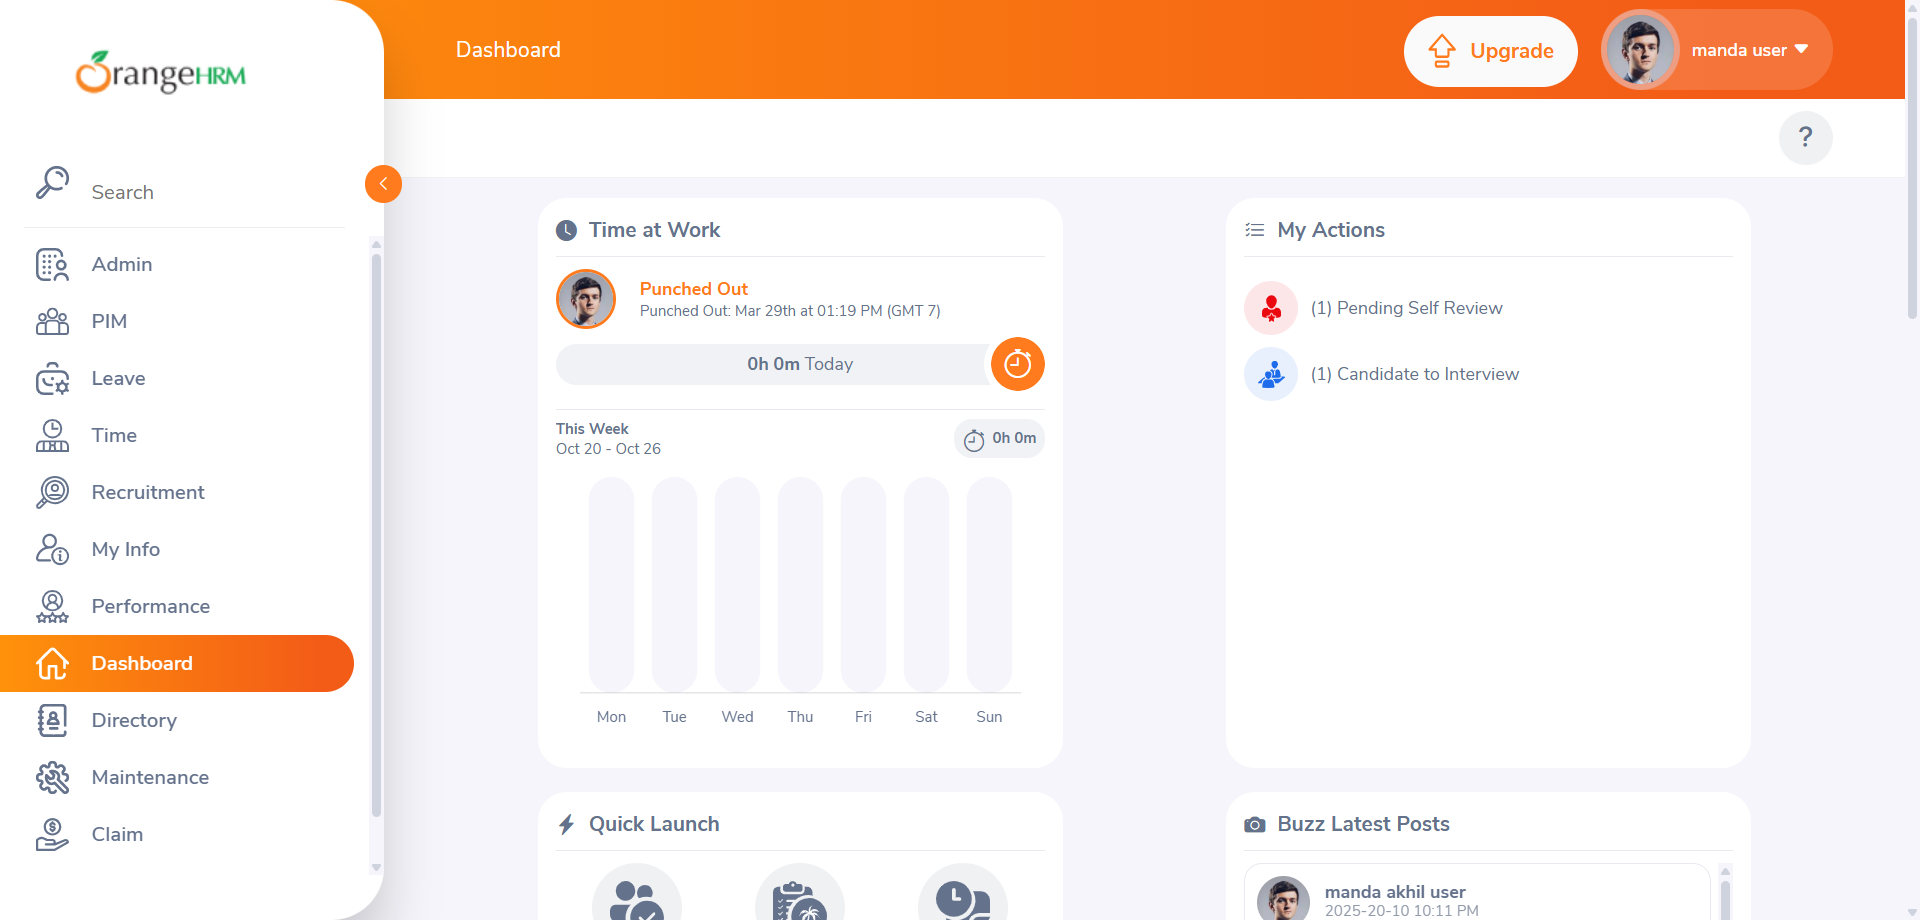 OrangeHRM
Search
Admin
PIM
Leave
Time
Recruitment
My Info
Performance
Dashboard
Directory
Maintenance
Claim
Dashboard
Upgrade
manda user
?
Time at Work
Punched Out
Punched Out: Mar 29th at 01:19 PM (GMT 7)
0h 0m Today
This Week
Oct 20 - Oct 26
0h 0m
Mon Tue Wed Thu Fri Sat Sun
My Actions
(1) Pending Self Review
(1) Candidate to Interview
Quick Launch
Buzz Latest Posts
manda akhil user
2025-20-10 10:11 PM